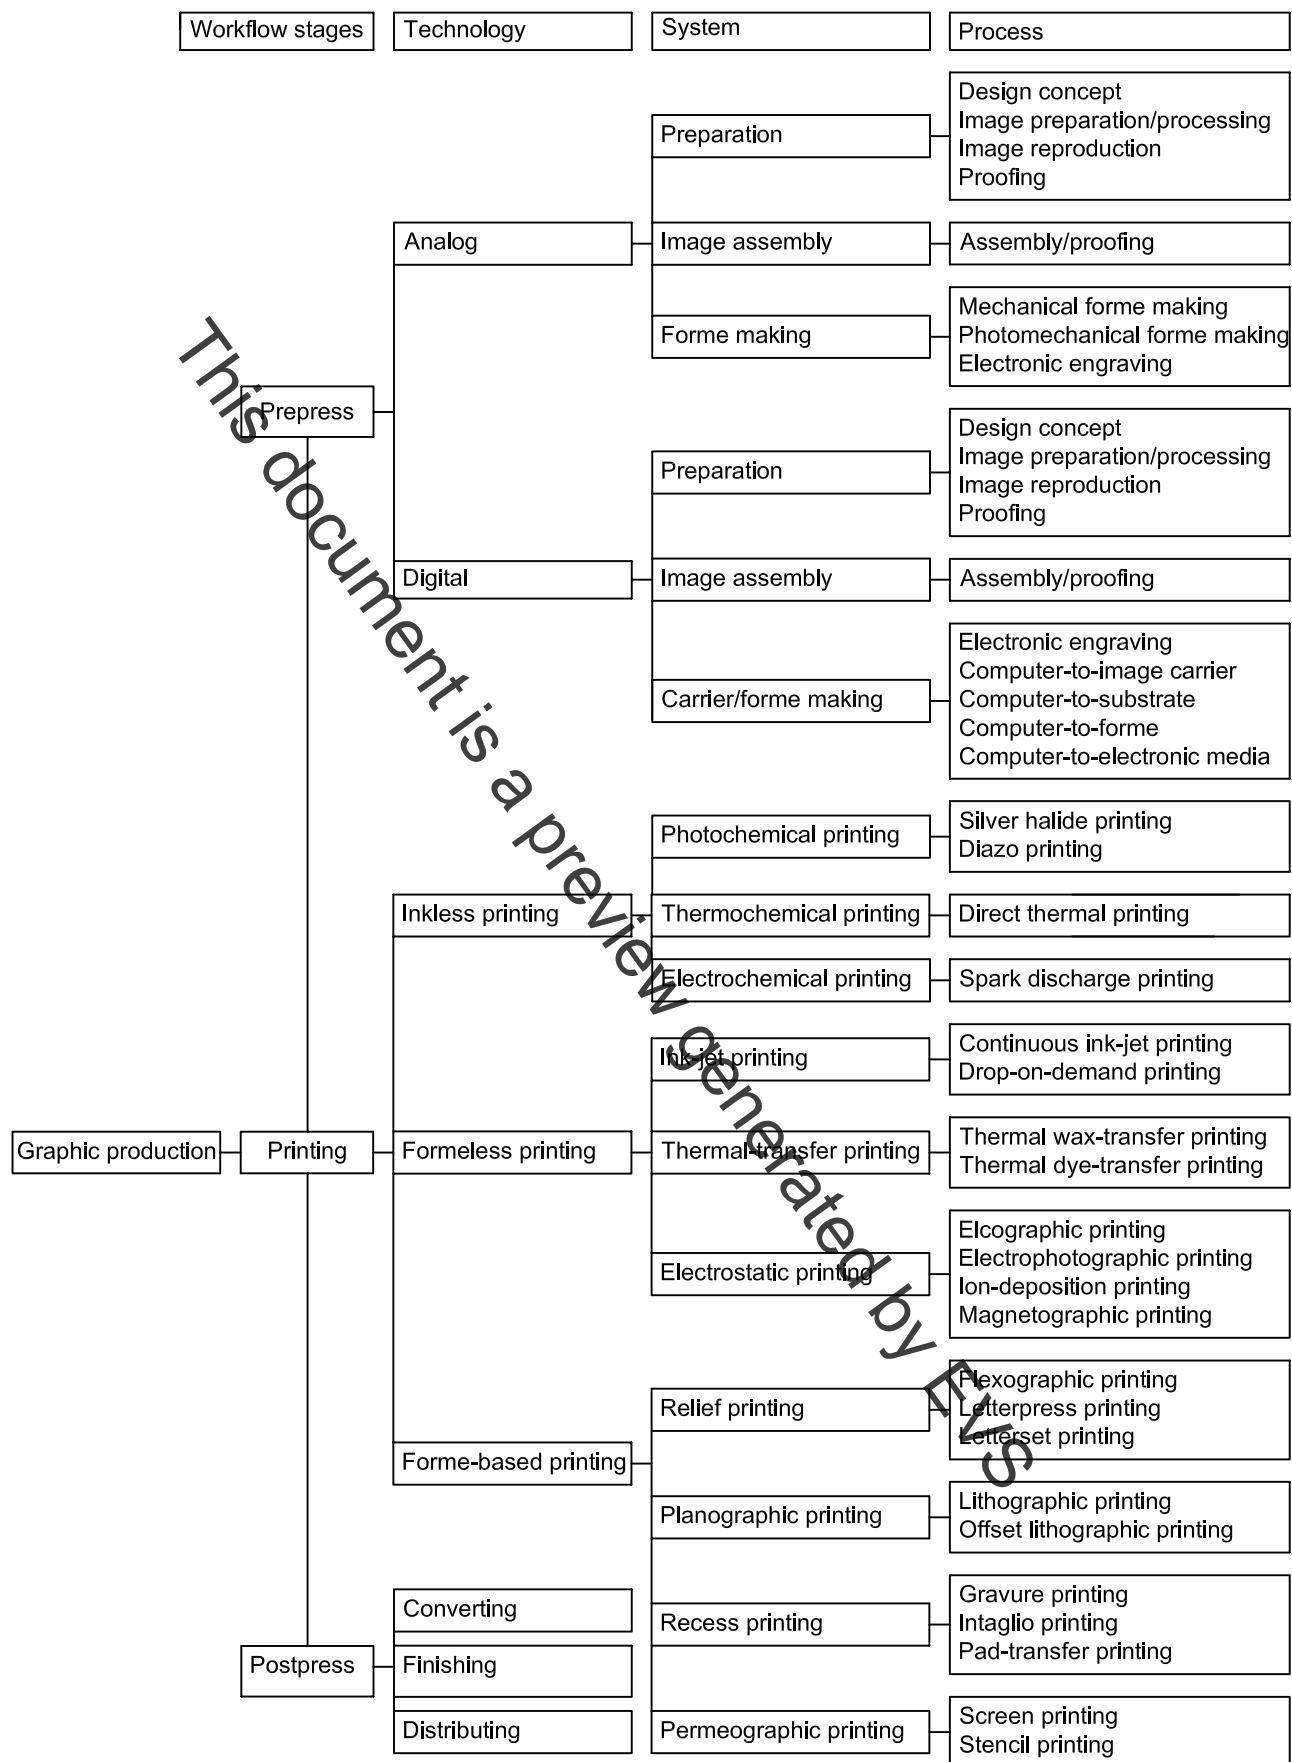 Workflow stages
Technology
System
Process
Preparation
Design concept
Image preparation/processing
Image reproduction
Proofing
Analog
Image assembly
Assembly/proofing
Forme making
Mechanical forme making
Photomechanical forme making
Electronic engraving
Prepress
Preparation
Design concept
Image preparation/processing
Image reproduction
Proofing
Digital
Image assembly
Assembly/proofing
Carrier/forme making
Electronic engraving
Computer-to-image carrier
Computer-to-substrate
Computer-to-forme
Computer-to-electronic media
Photochemical printing
Silver halide printing
Diazo printing
Inkless printing
Thermochemical printing
Direct thermal printing
Electrochemical printing
Spark discharge printing
Ink-jet printing
Continuous ink-jet printing
Drop-on-demand printing
Graphic production
Printing
Formeless printing
Thermal-transfer printing
Thermal wax-transfer printing
Thermal dye-transfer printing
Electrostatic printing
Elcographic printing
Electrophotographic printing
Ion-deposition printing
Magnetographic printing
Relief printing
Flexographic printing
Letterpress printing
Letterset printing
Forme-based printing
Planographic printing
Lithographic printing
Offset lithographic printing
Converting
Recess printing
Gravure printing
Intaglio printing
Pad-transfer printing
Postpress
Finishing
Distributing
Permeographic printing
Screen printing
Stencil printing
This document is a preview generated by EVS